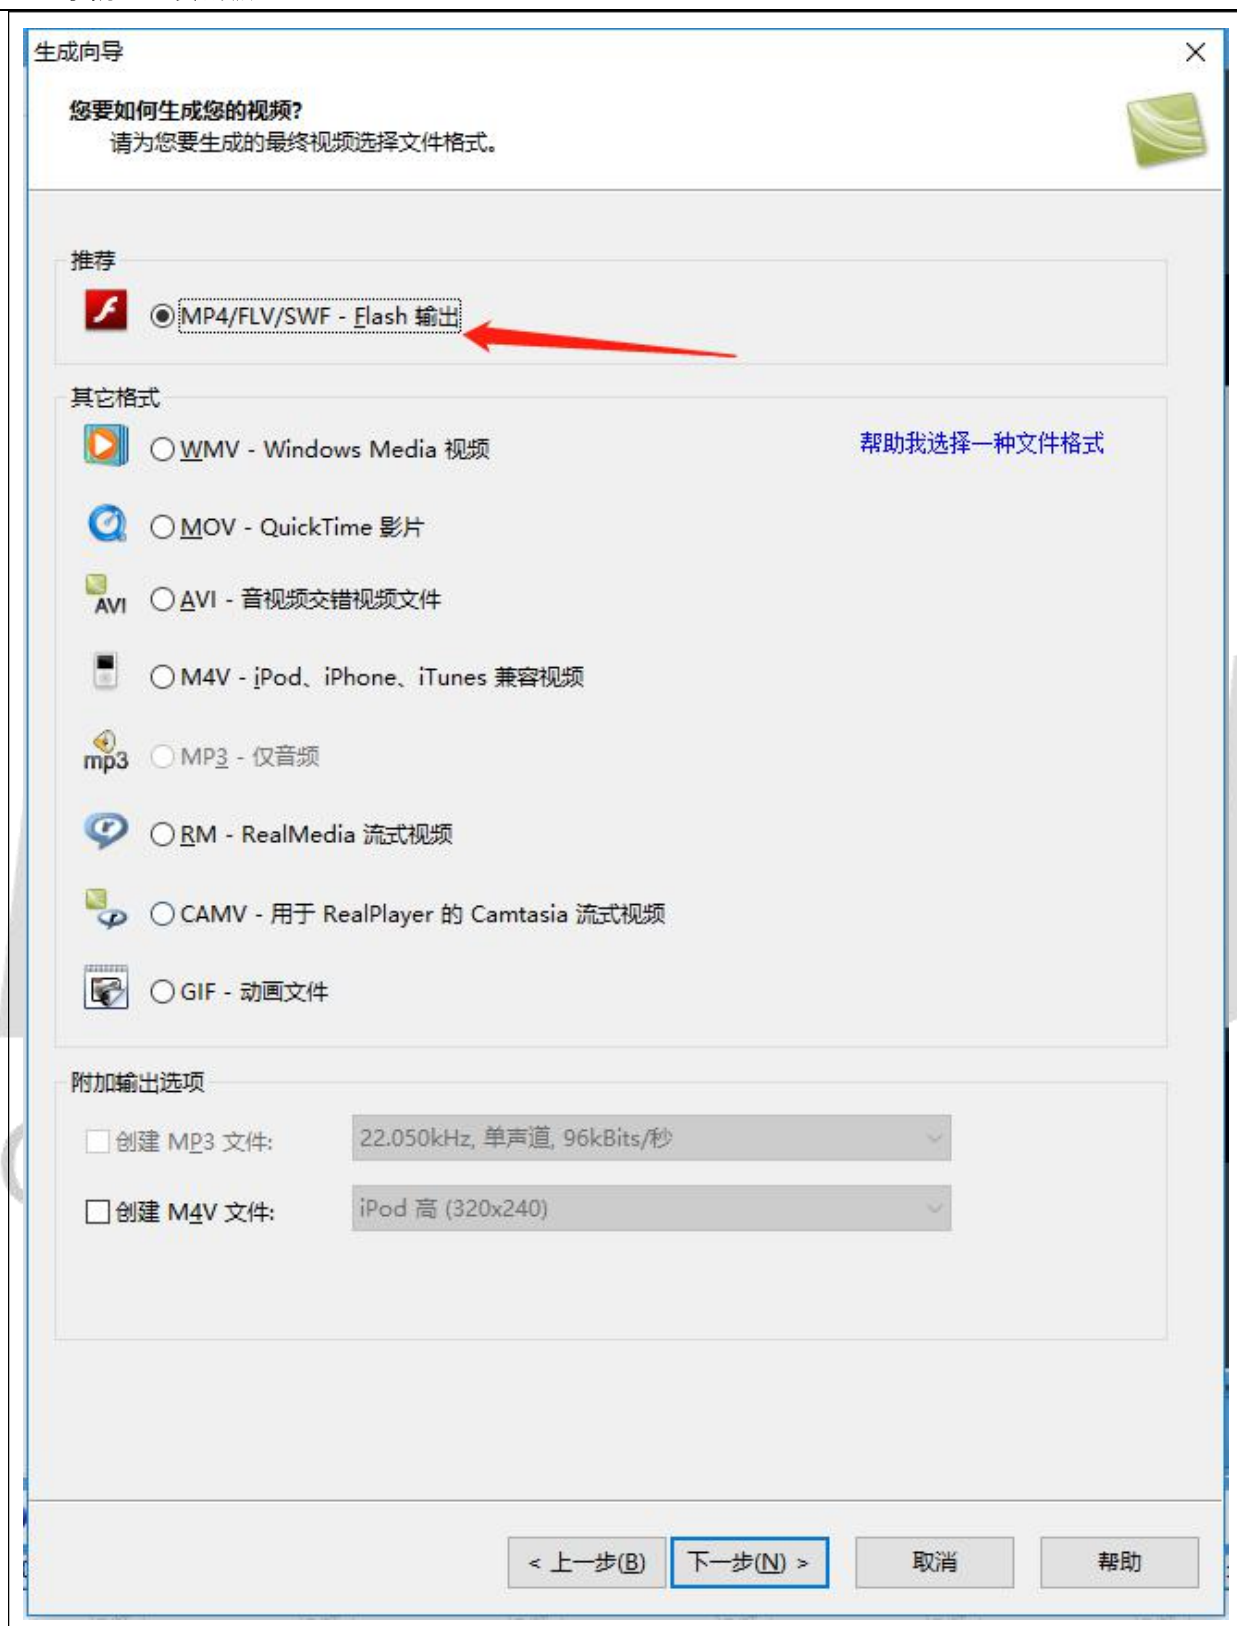 生成向导
您要如何生成您的视频?
请为您要生成的最终视频选择文件格式。
推荐
MP4/FLV/SWF - Flash 输出
其它格式
WMV - Windows Media 视频
帮助我选择一种文件格式
MOV - QuickTime 影片
AVI
AVI - 音视频交错视频文件
M4V - iPod、iPhone、iTunes 兼容视频
mp3
MP3 - 仅音频
RM - RealMedia 流式视频
CAMV - 用于 RealPlayer 的 Camtasia 流式视频
GIF - 动画文件
附加输出选项
创建 MP3 文件: 22.050kHz, 单声道, 96kBits/秒
创建 M4V 文件: iPod 高 (320x240)
< 上一步(B) 下一步(N) > 取消 帮助